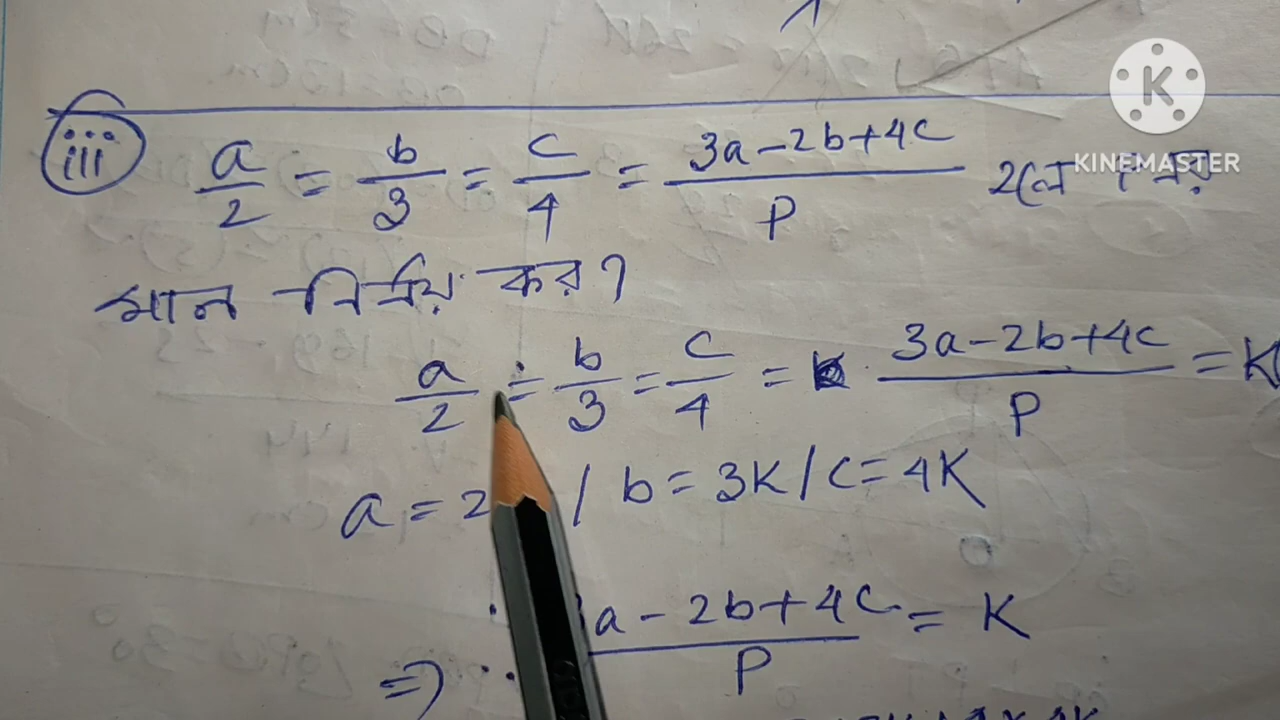 KINEMASTER
iii a/2 = b/3 = c/4 = (3a-2b+4c)/P হলে P এর
মান নির্ণয় কর?
a/2 = b/3 = c/4 = (3a-2b+4c)/P = K
a = 2 / b = 3K / c = 4K
⇒ ∴ a - 2b + 4c / P = K